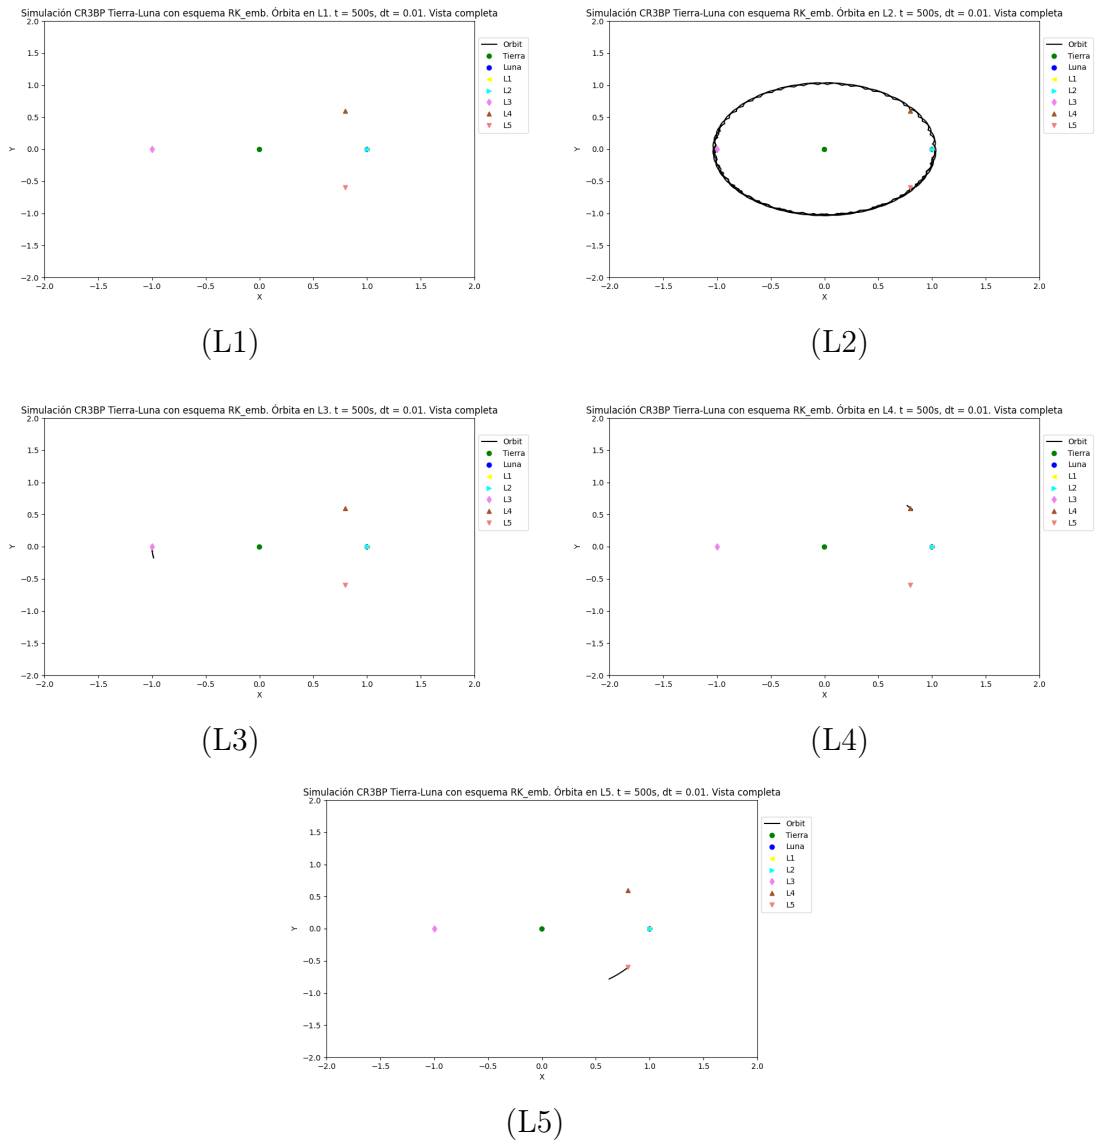 Simulación CR3BP Tierra-Luna con esquema RK_emb. Órbita en L1. t = 500s, dt = 0.01. Vista completa
2.0
1.5
1.0
0.5
0.0
−0.5
−1.0
−1.5
−2.0
Y
−2.0 −1.5 −1.0 −0.5 0.0 0.5 1.0 1.5 2.0
X
Orbit
Tierra
Luna
L1
L2
L3
L4
L5
(L1)
Simulación CR3BP Tierra-Luna con esquema RK_emb. Órbita en L2. t = 500s, dt = 0.01. Vista completa
2.0
1.5
1.0
0.5
0.0
−0.5
−1.0
−1.5
−2.0
Y
−2.0 −1.5 −1.0 −0.5 0.0 0.5 1.0 1.5 2.0
X
Orbit
Tierra
Luna
L1
L2
L3
L4
L5
(L2)
Simulación CR3BP Tierra-Luna con esquema RK_emb. Órbita en L3. t = 500s, dt = 0.01. Vista completa
2.0
1.5
1.0
0.5
0.0
−0.5
−1.0
−1.5
−2.0
Y
−2.0 −1.5 −1.0 −0.5 0.0 0.5 1.0 1.5 2.0
X
Orbit
Tierra
Luna
L1
L2
L3
L4
L5
(L3)
Simulación CR3BP Tierra-Luna con esquema RK_emb. Órbita en L4. t = 500s, dt = 0.01. Vista completa
2.0
1.5
1.0
0.5
0.0
−0.5
−1.0
−1.5
−2.0
Y
−2.0 −1.5 −1.0 −0.5 0.0 0.5 1.0 1.5 2.0
X
Orbit
Tierra
Luna
L1
L2
L3
L4
L5
(L4)
Simulación CR3BP Tierra-Luna con esquema RK_emb. Órbita en L5. t = 500s, dt = 0.01. Vista completa
2.0
1.5
1.0
0.5
0.0
−0.5
−1.0
−1.5
−2.0
Y
−2.0 −1.5 −1.0 −0.5 0.0 0.5 1.0 1.5 2.0
X
Orbit
Tierra
Luna
L1
L2
L3
L4
L5
(L5)